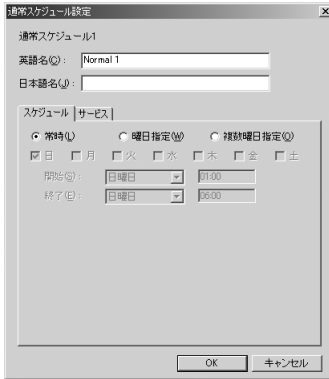 通常スケジュール設定
通常スケジュール1
英語名(C): Normal 1
日本語名(J):
スケジュール サービス
常時(L) 曜日指定(W) 複数曜日指定(O)
日 月 火 水 木 金 土
開始(S): 日曜日 01:00
終了(E): 日曜日 06:00
OK キャンセル